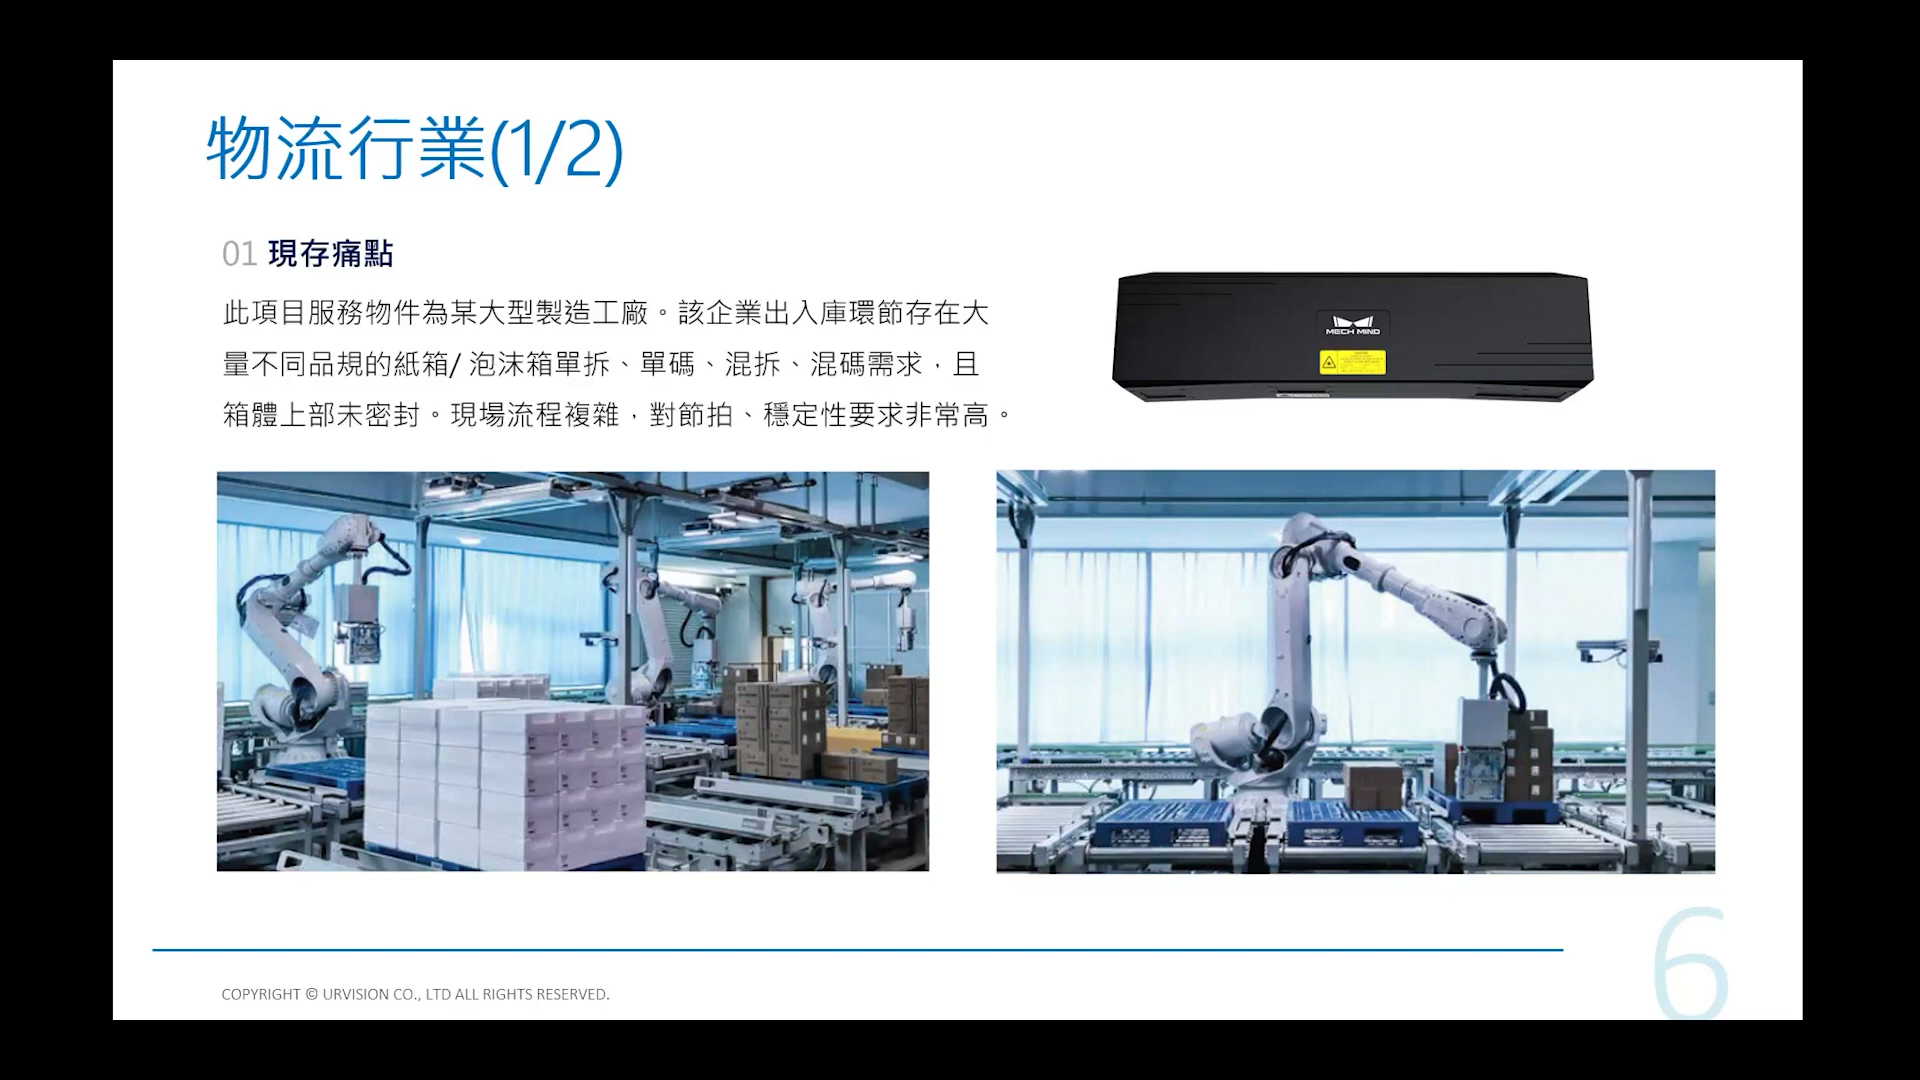 物流行業(1/2)
01 現存痛點
此項目服務物件為某大型製造工廠。該企業出入庫環節存在大
量不同品規的紙箱/ 泡沫箱單拆、單碼、混拆、混碼需求，且
箱體上部未密封。現場流程複雜，對節拍、穩定性要求非常高。
MECH MIND
COPYRIGHT © URVISION CO., LTD ALL RIGHTS RESERVED.
6